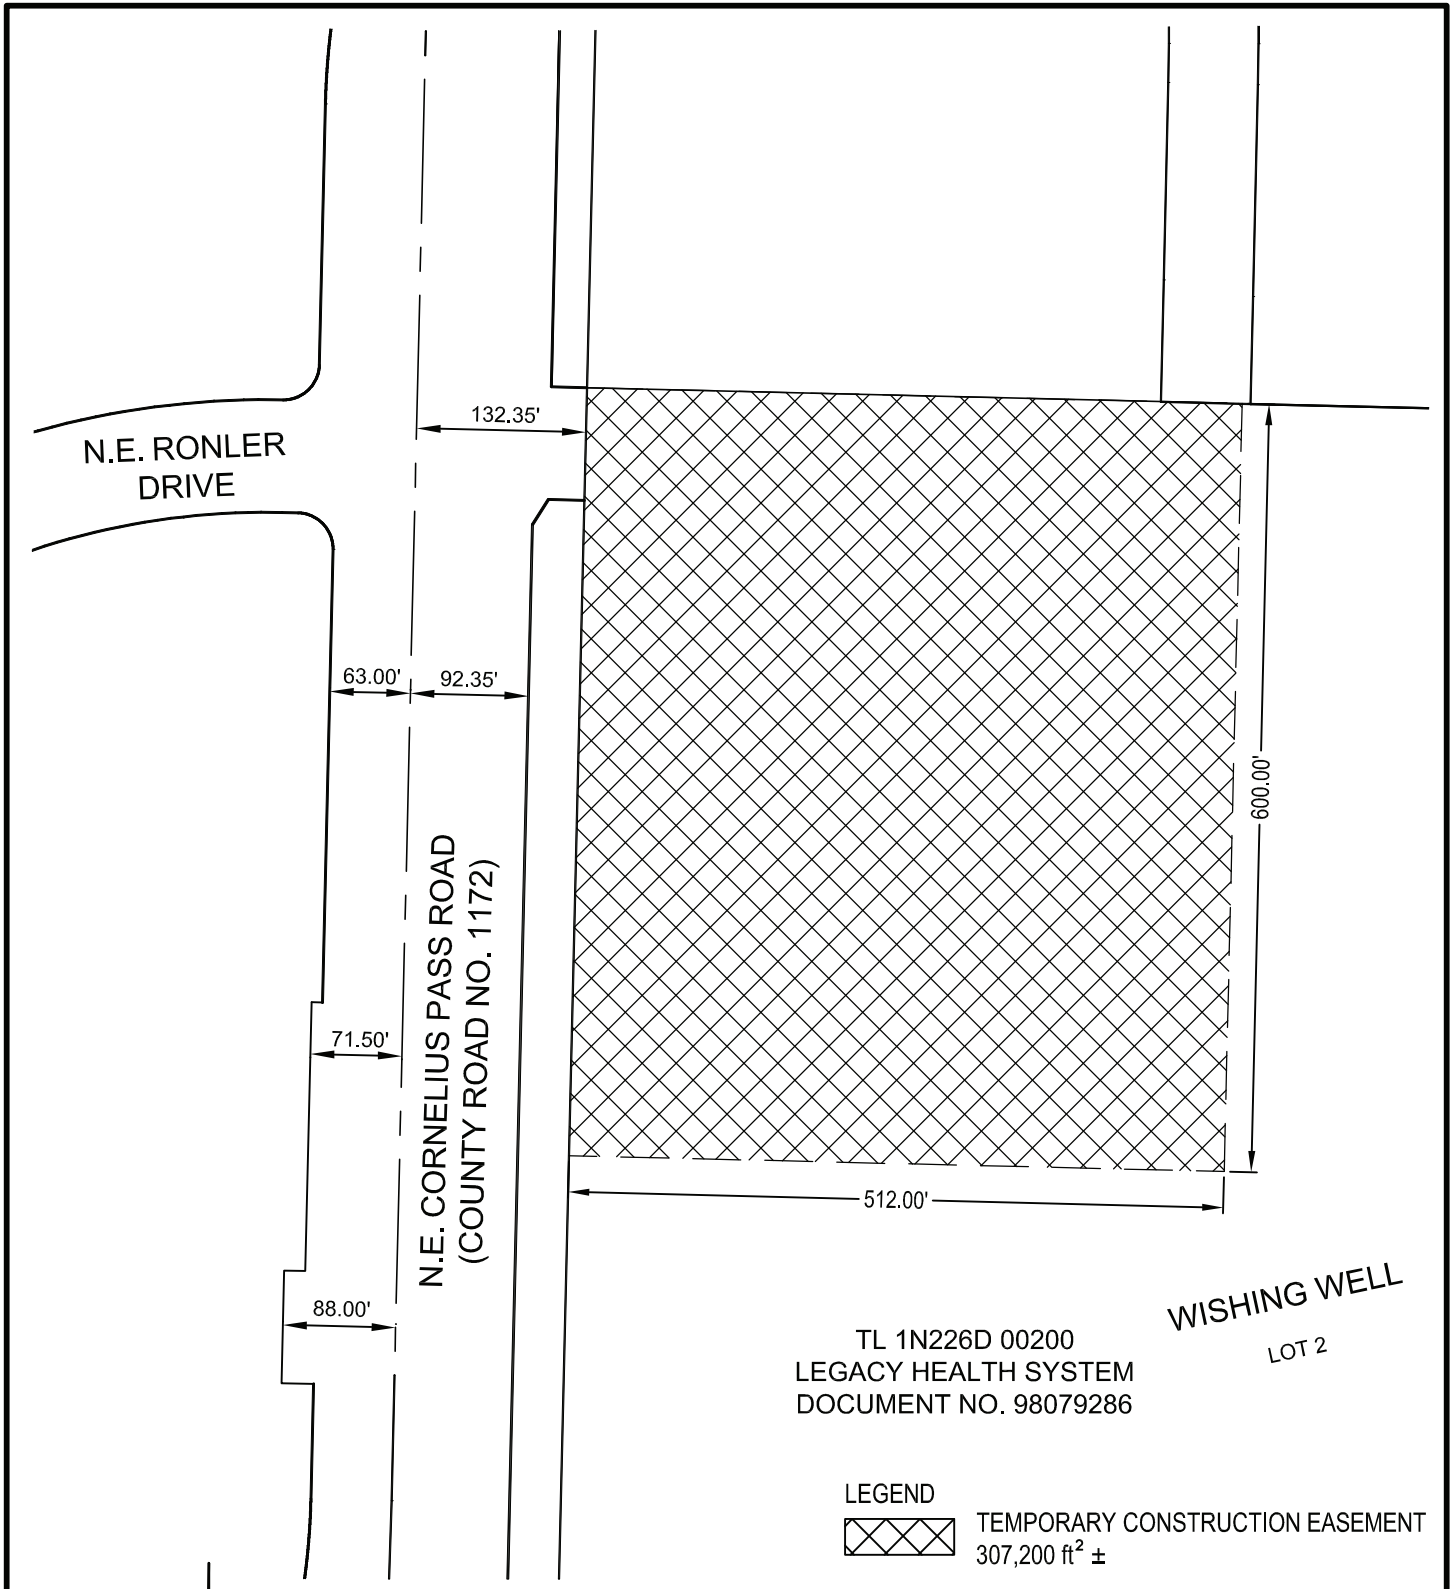 132.35'
N.E. RONLER
DRIVE
63.00'
92.35'
600.00'
N.E. CORNELIUS PASS ROAD
(COUNTY ROAD NO. 1172)
71.50'
512.00'
88.00'
WISHING WELL
LOT 2
TL 1N226D 00200
LEGACY HEALTH SYSTEM
DOCUMENT NO. 98079286
LEGEND
TEMPORARY CONSTRUCTION EASEMENT
307,200 ft² ±